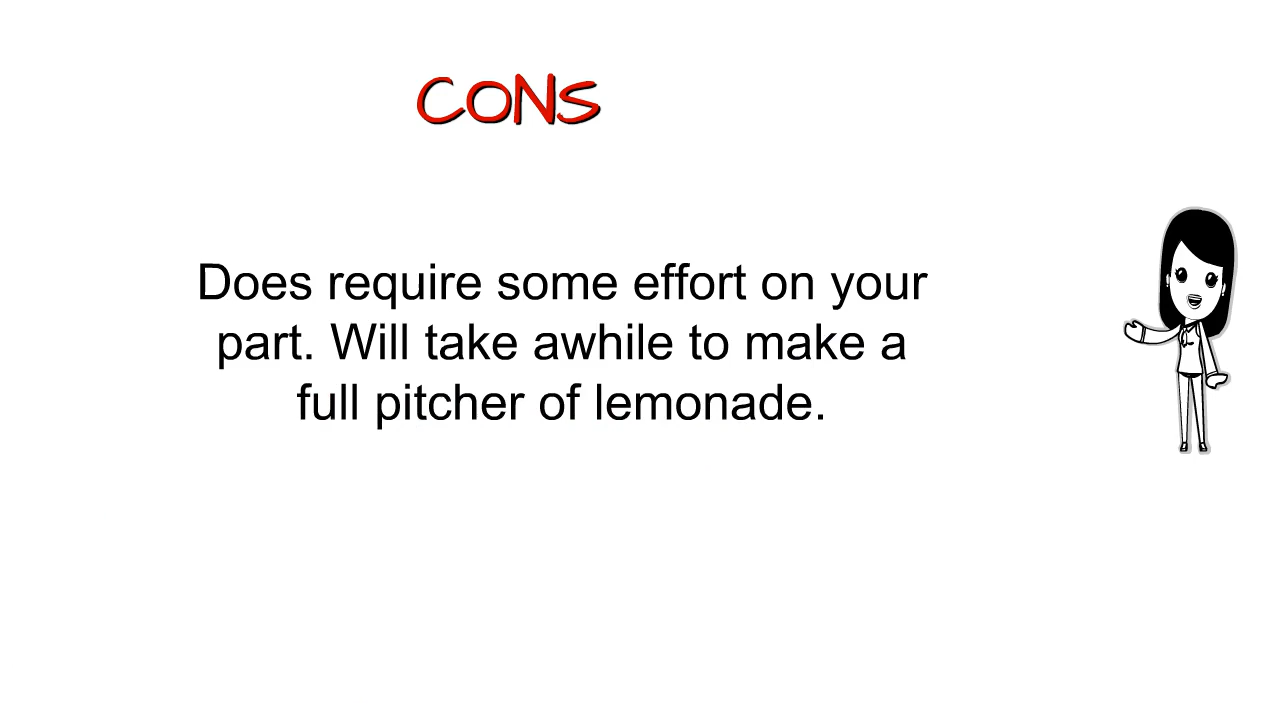 CONS
Does require some effort on your
part. Will take awhile to make a
full pitcher of lemonade.